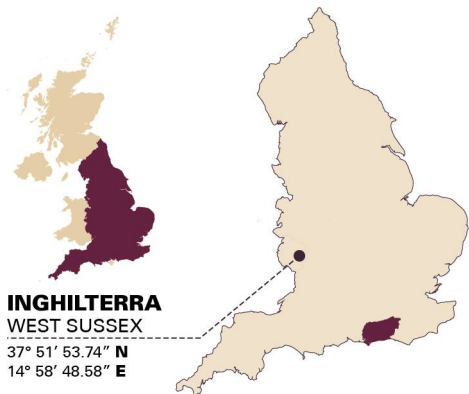 INGHILTERRA
WEST SUSSEX
37° 51’ 53.74” N
14° 58’ 48.58” E